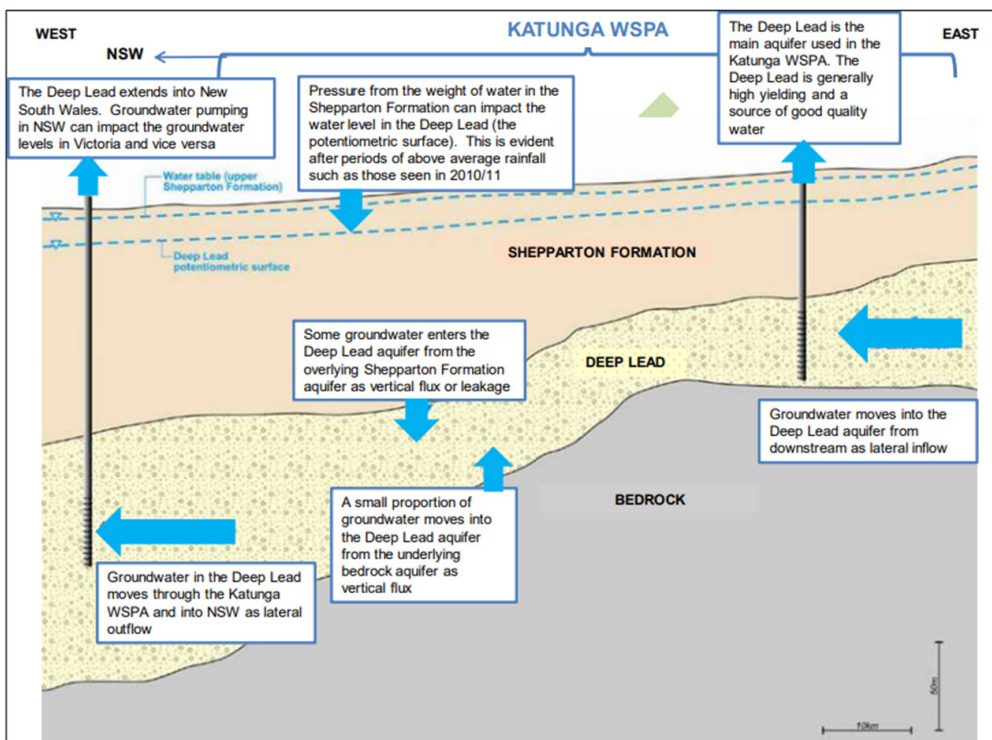 WEST
KATUNGA WSPA
EAST
NSW
The Deep Lead extends into New
South Wales. Groundwater pumping
in NSW can impact the groundwater
levels in Victoria and vice versa
Pressure from the weight of water in the
Shepparton Formation can impact the
water level in the Deep Lead (the
potentiometric surface). This is evident
after periods of above average rainfall
such as those seen in 2010/11
The Deep Lead is the
main aquifer used in the
Katunga WSPA. The
Deep Lead is generally
high yielding and a
source of good quality
water
Water table (upper
Shepparton Formation)
Deep Lead
potentiometric surface
SHEPPARTON FORMATION
Some groundwater enters the
Deep Lead aquifer from the
overlying Shepparton Formation
aquifer as vertical flux or leakage
DEEP LEAD
Groundwater moves into the
Deep Lead aquifer from
downstream as lateral inflow
BEDROCK
A small proportion of
groundwater moves into
the Deep Lead aquifer
from the underlying
bedrock aquifer as
vertical flux
Groundwater in the Deep Lead
moves through the Katunga
WSPA and into NSW as lateral
outflow
50m
10km